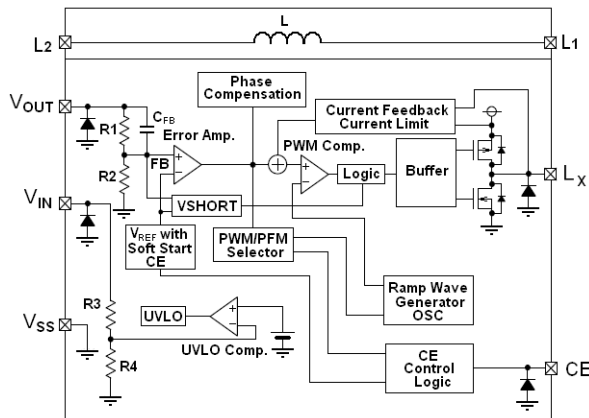 L
L2
L1
Phase
Compensation
VOUT
CFB
R1
Error Amp.
Current Feedback
Current Limit
PWM Comp.
+
−
FB
R2
+
+
−
Logic
Buffer
LX
VIN
VSHORT
VREF with
Soft Start
CE
PWM/PFM
Selector
Ramp Wave
Generator
OSC
R3
UVLO
+
−
VSS
UVLO Comp.
R4
CE
Control
Logic
CE